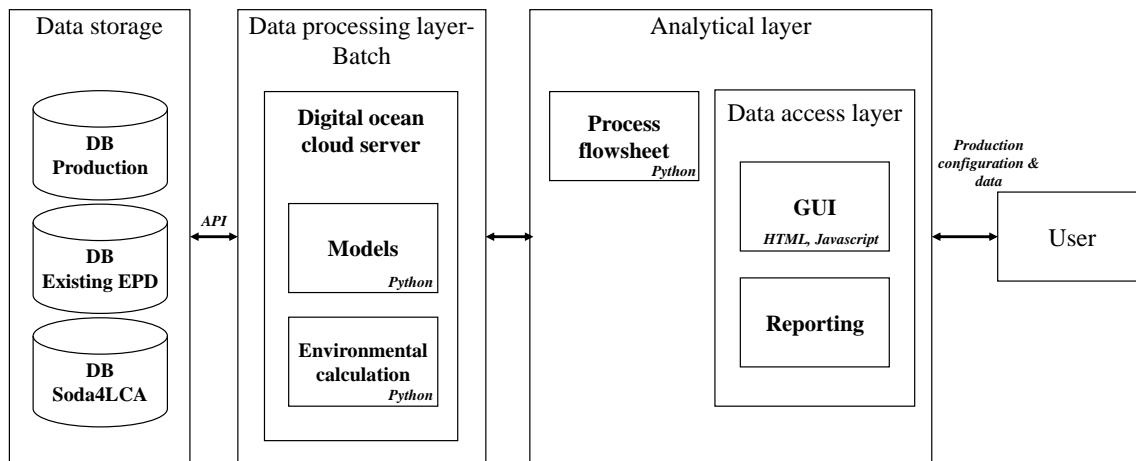 Data storage
DB
Production
DB
Existing EPD
DB
Soda4LCA
API
Data processing layer-
Batch
Digital ocean
cloud server
Models
Python
Environmental
calculation
Python
Analytical layer
Process
flowsheet
Python
Data access layer
GUI
HTML, Javascript
Reporting
Production
configuration &
data
User